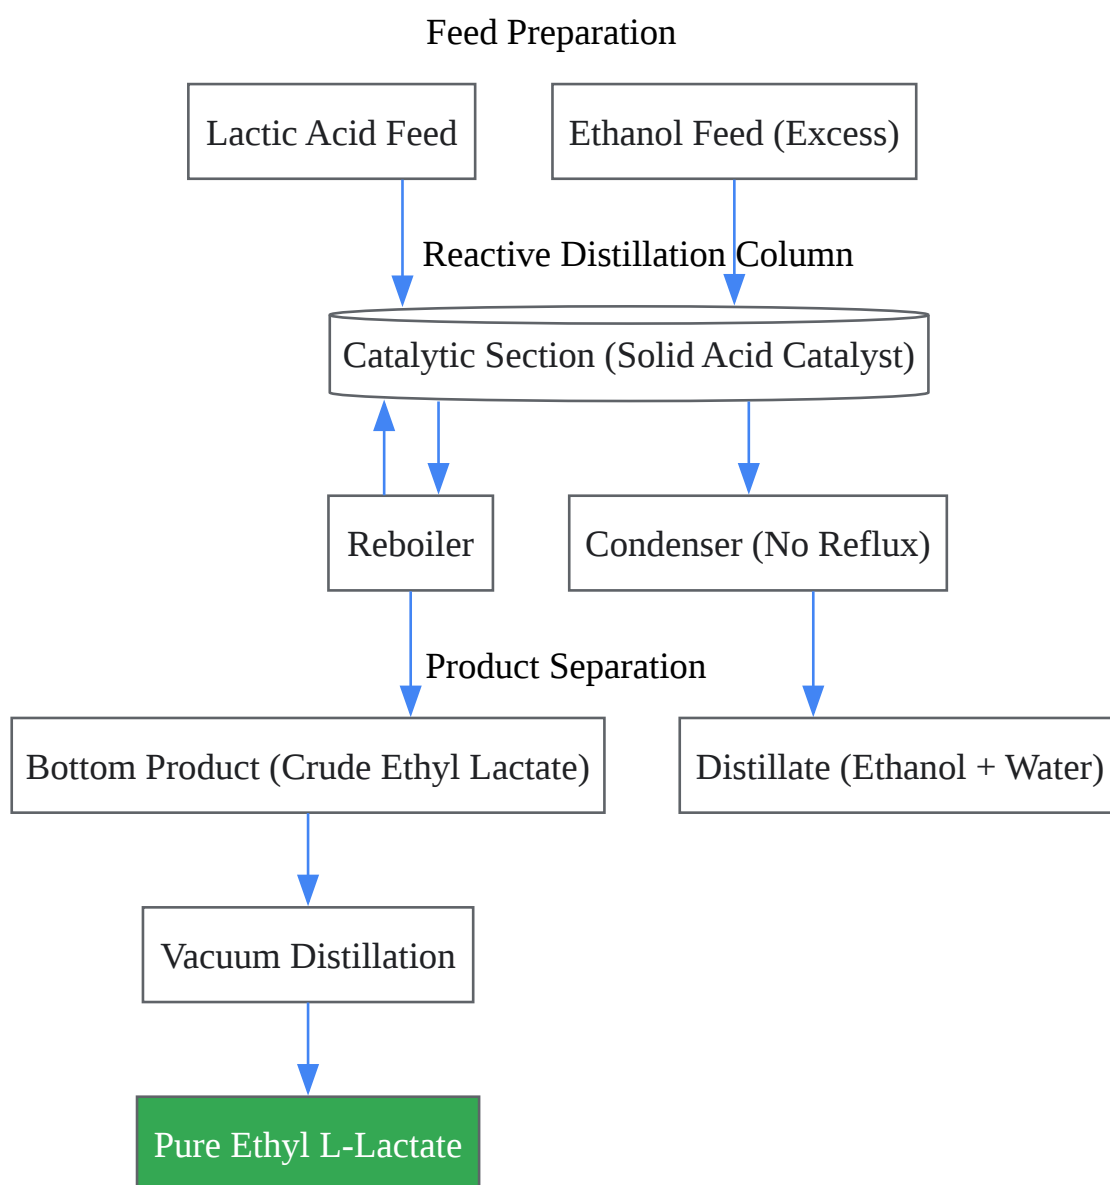 Feed Preparation
Lactic Acid Feed
Ethanol Feed (Excess)
Reactive Distillation Column
Catalytic Section (Solid Acid Catalyst)
Reboiler
Condenser (No Reflux)
Product Separation
Bottom Product (Crude Ethyl Lactate)
Distillate (Ethanol + Water)
Vacuum Distillation
Pure Ethyl L-Lactate